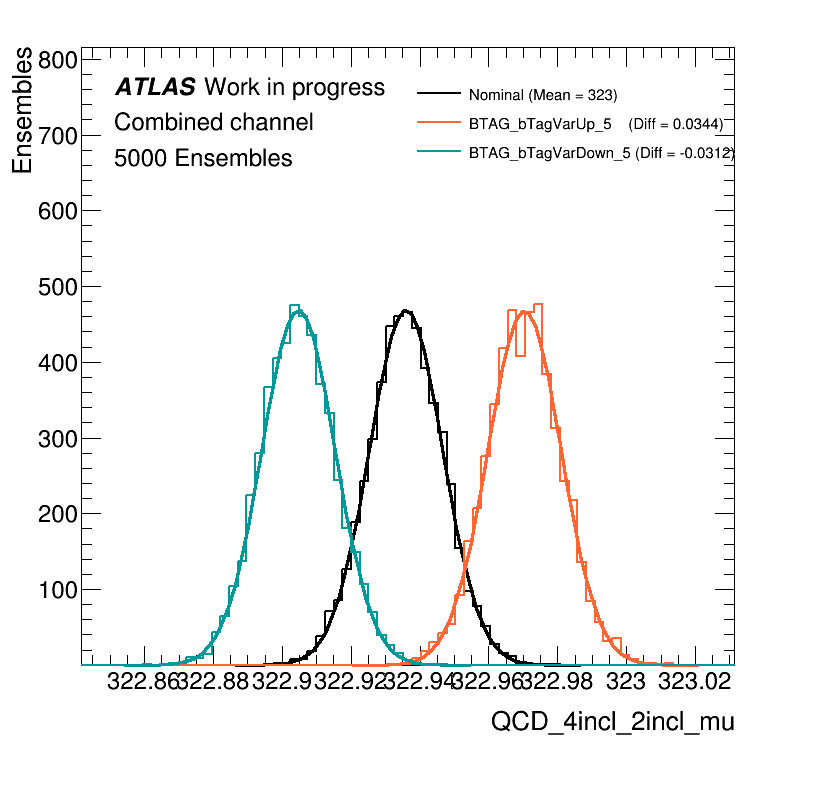 800
700
600
500
400
300
200
100
Ensembles
ATLAS Work in progress
Combined channel
5000 Ensembles
Nominal (Mean = 323)
BTAG_bTagVarUp_5 (Diff = 0.0344)
BTAG_bTagVarDown_5 (Diff = -0.0312)
322.86 322.88 322.9 322.92 322.94 322.96 322.98 323 323.02
QCD_4incl_2incl_mu